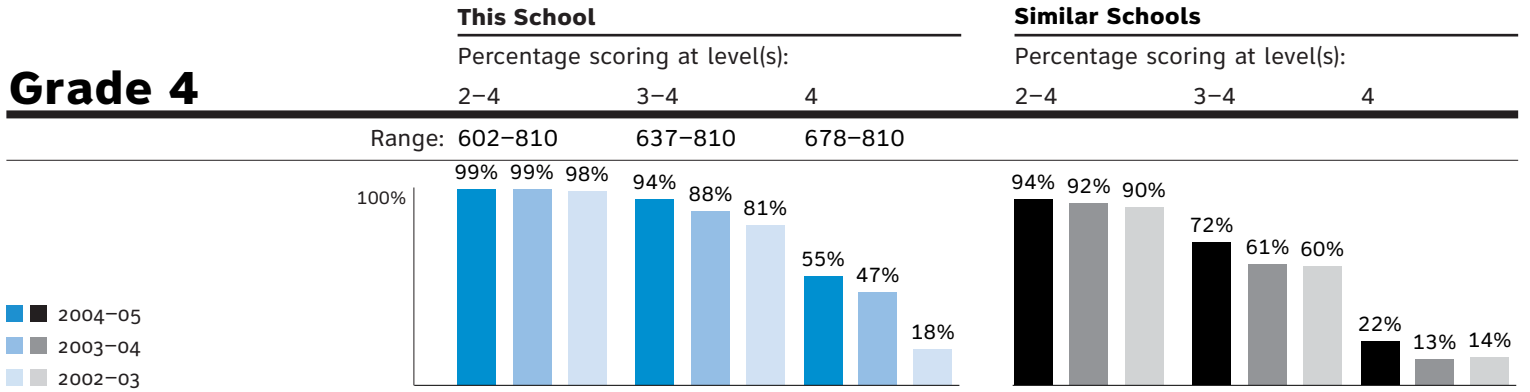 This School Similar Schools
Percentage scoring at level(s): Percentage scoring at level(s):
Grade 4 2–4 3–4 4 2–4 3–4 4
Range: 602–810 637–810 678–810
100% 99% 99% 98% 94% 88% 81% 55% 47% 18% 94% 92% 90% 72% 61% 60% 22% 13% 14%
2004–05
2003–04
2002–03